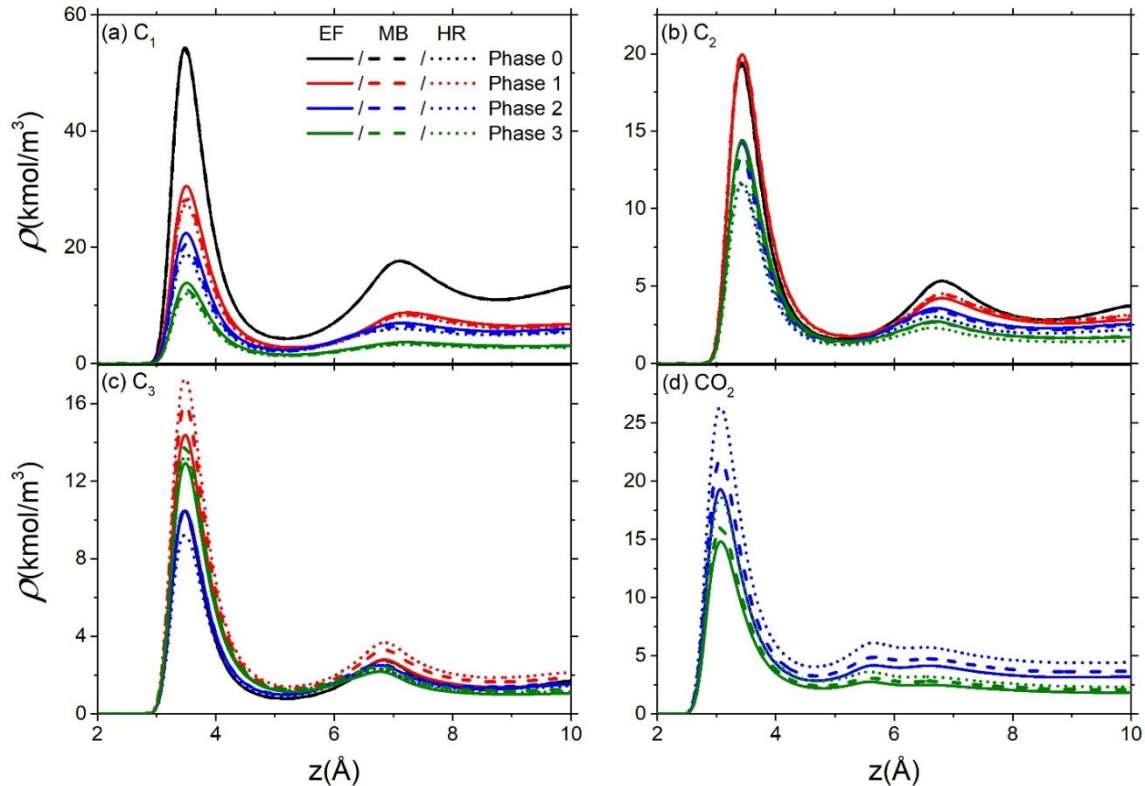 (a) C₁
EF MB HR
/ / Phase 0
/ / Phase 1
/ / Phase 2
/ / Phase 3
60
40
20
0
ρ(kmol/m³)
(b) C₂
20
15
10
5
0
(c) C₃
16
12
8
4
0
ρ(kmol/m³)
2 4 6 8 10
z(Å)
(d) CO₂
25
20
15
10
5
0
2 4 6 8 10
z(Å)